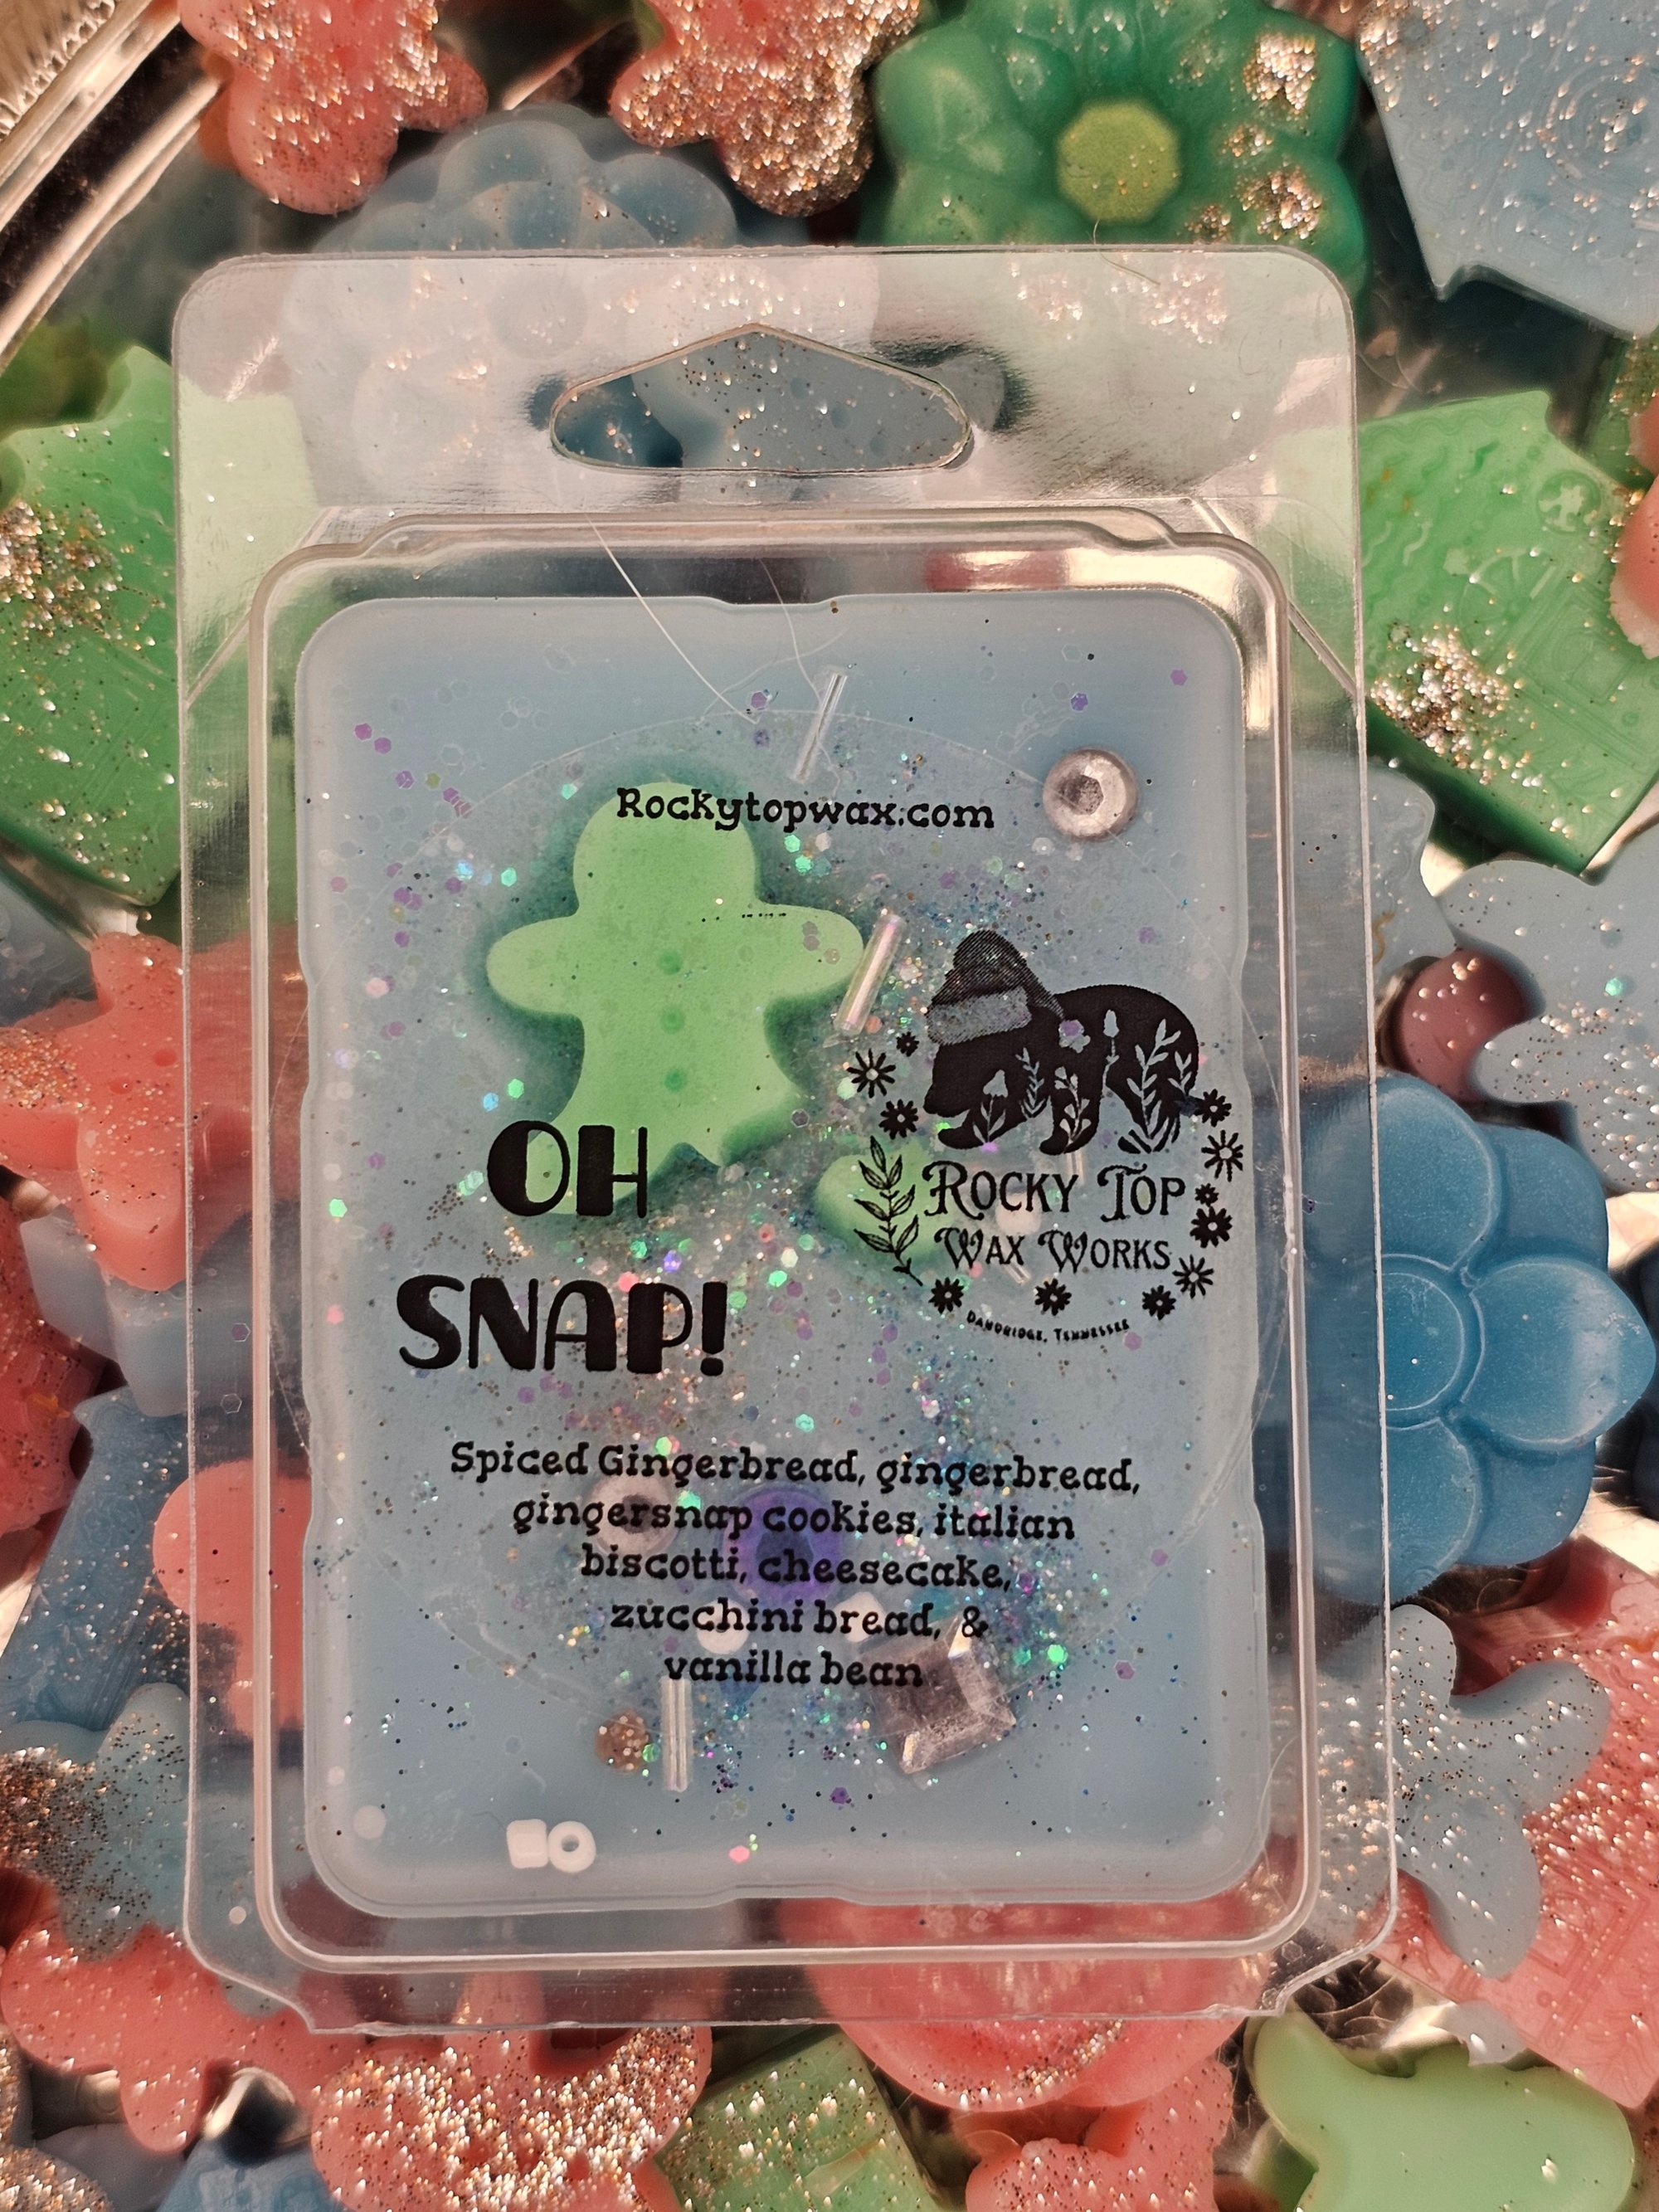 Rockytopwax.com
OH
SNAP!
ROCKY TOP
WAX WORKS
DANDRIDGE, TENNESSEE
Spiced Gingerbread, gingerbread,
gingersnap cookies, italian
biscotti, cheesecake,
zucchini bread, &
vanilla bean